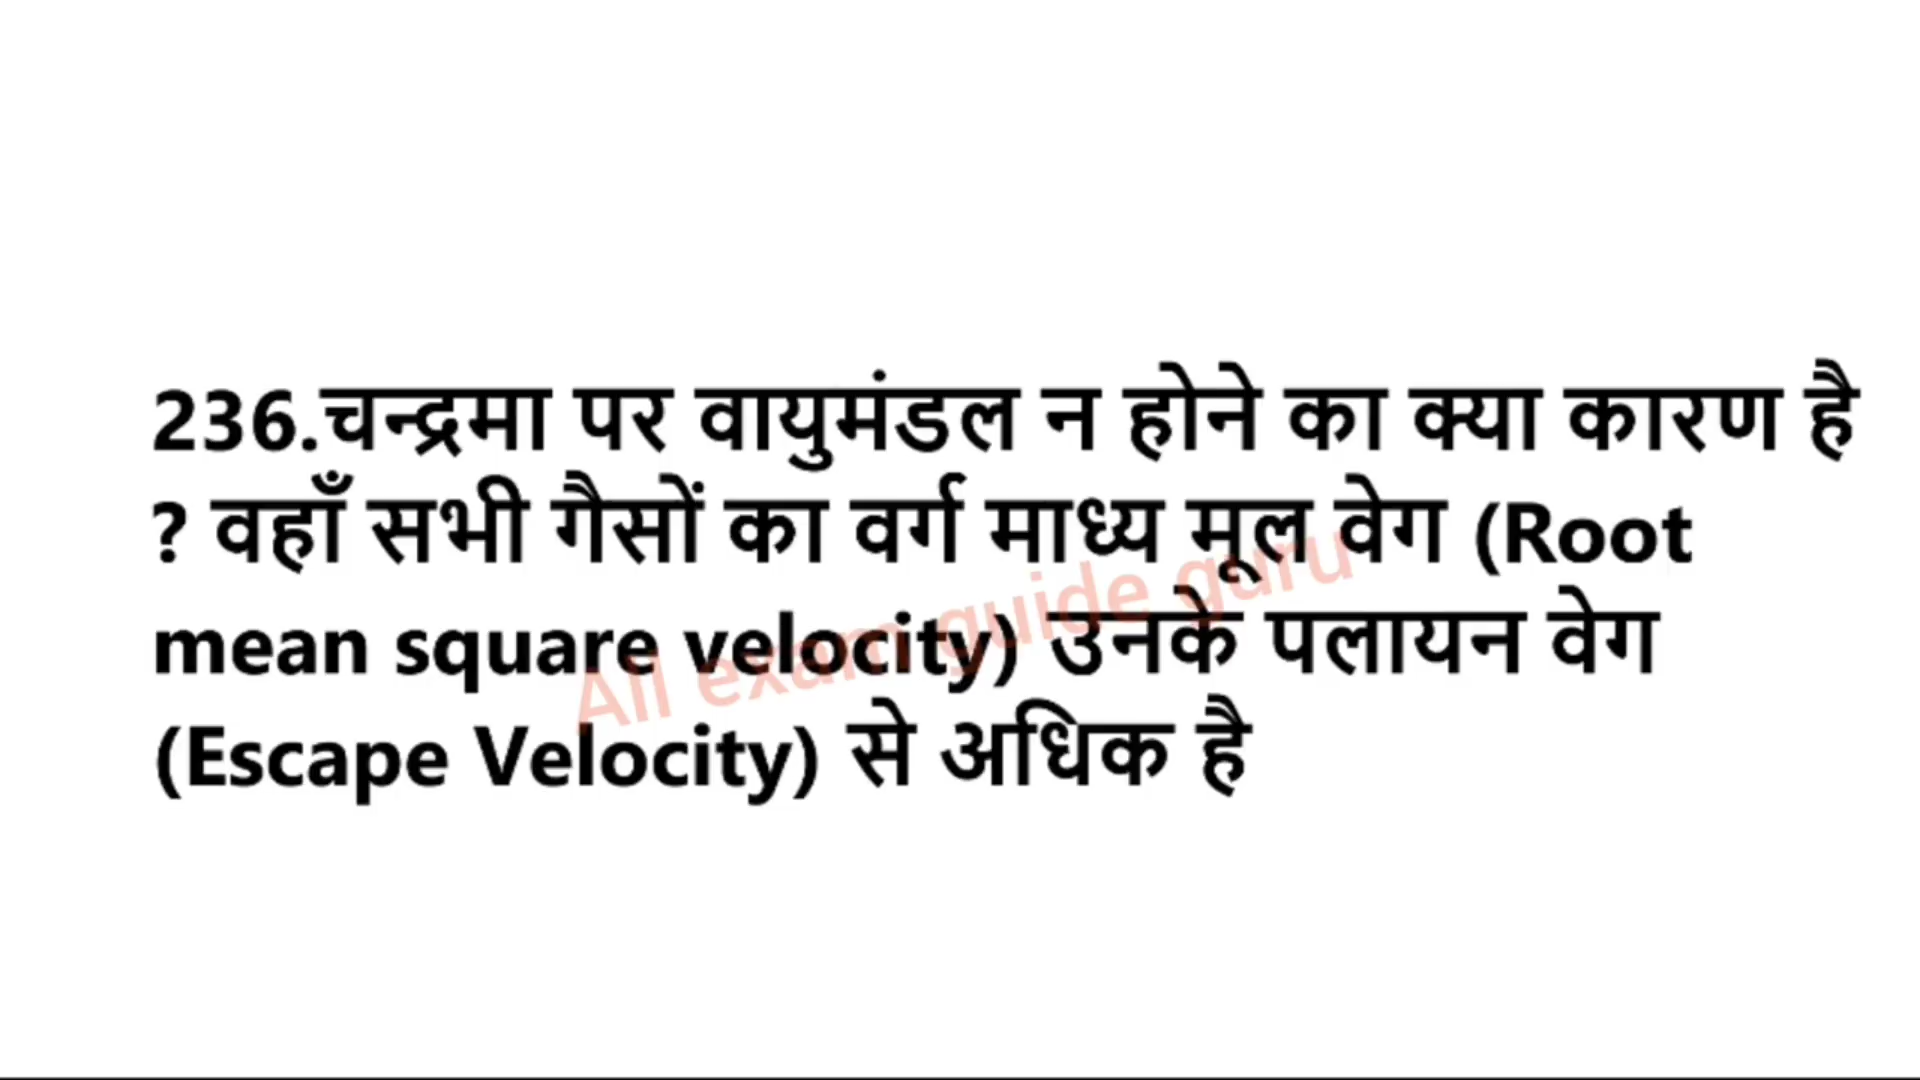 236.चन्द्रमा पर वायुमंडल न होने का क्या कारण है
? वहाँ सभी गैसों का वर्ग माध्य मूल वेग (Root
mean square velocity) उनके पलायन वेग
(Escape Velocity) से अधिक है
All exam guide guru